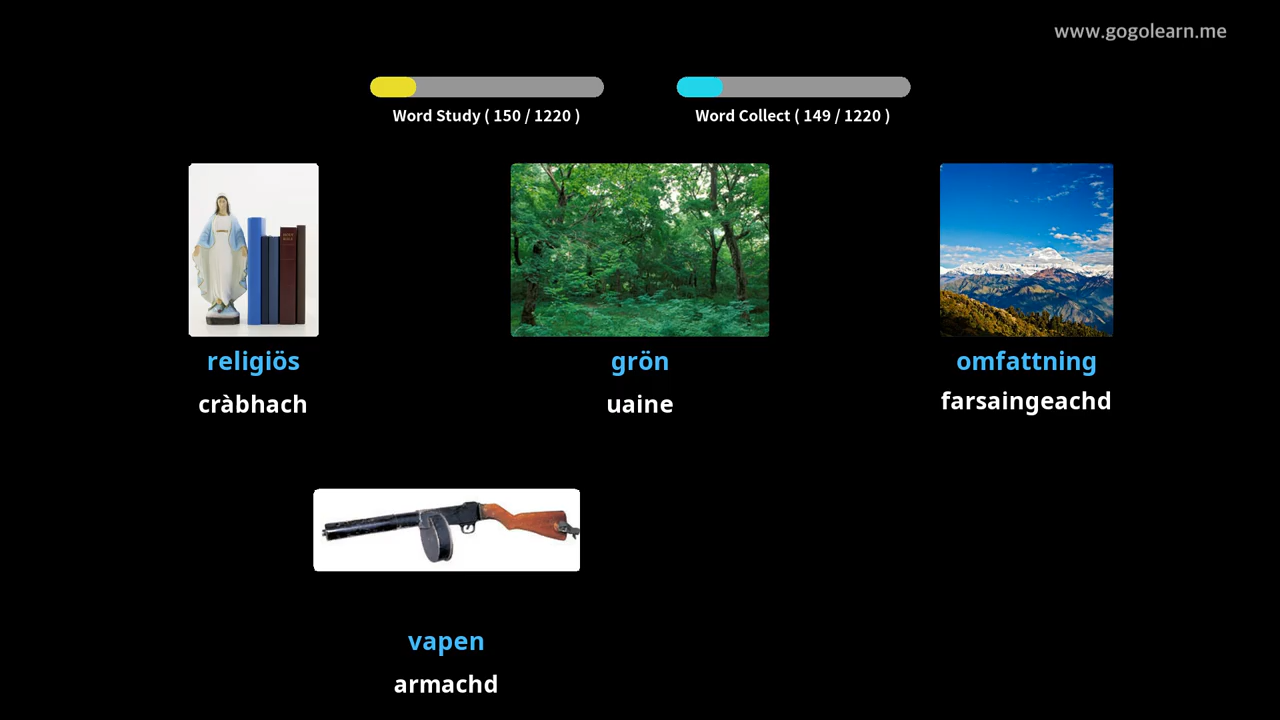 www.gogolearn.me
Word Study ( 150 / 1220 )
Word Collect ( 149 / 1220 )
religiös
cràbhach
grön
uaine
omfattning
farsaingeachd
vapen
armachd